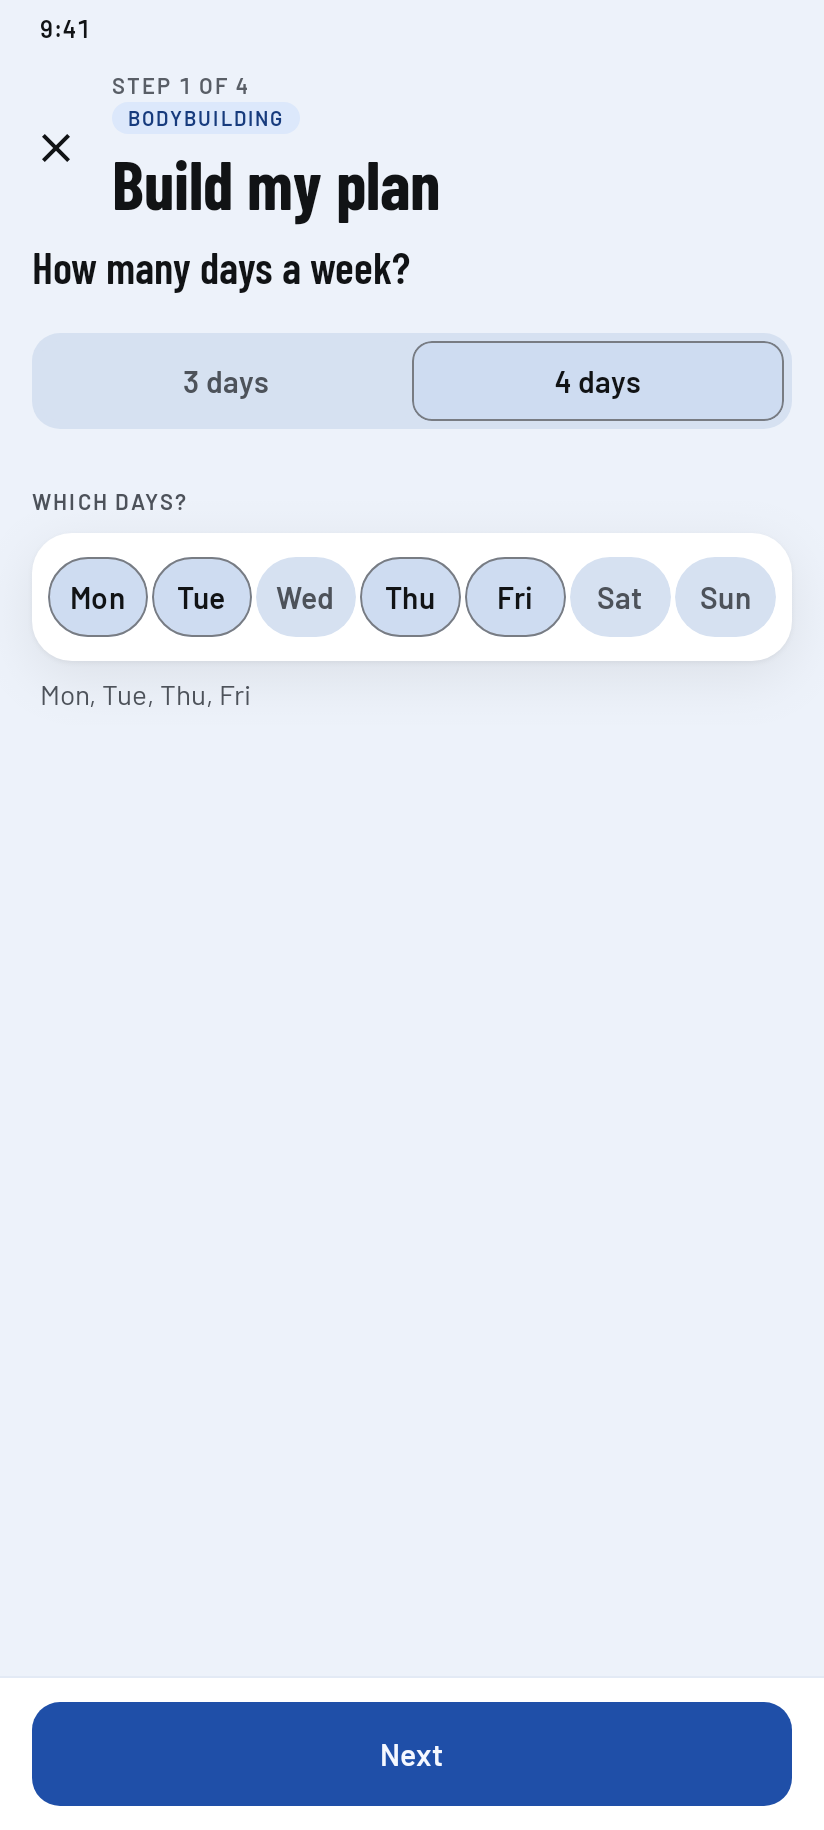 9:41
STEP 1 OF 4
BODYBUILDING
Build my plan
How many days a week?
3 days 4 days
WHICH DAYS?
Mon Tue Wed Thu Fri Sat Sun
Mon, Tue, Thu, Fri
Next